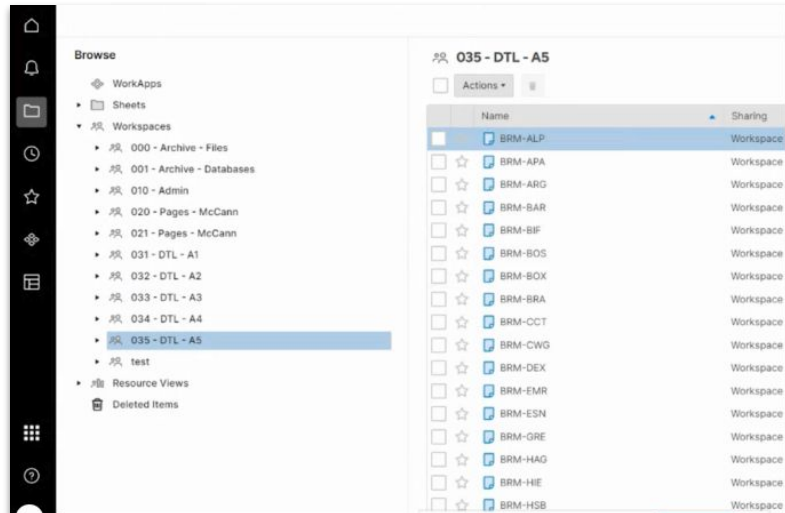 Browse
WorkApps
Sheets
Workspaces
000 - Archive - Files
001 - Archive - Databases
010 - Admin
020 - Pages - McCann
021 - Pages - McCann
031 - DTL - A1
032 - DTL - A2
033 - DTL - A3
034 - DTL - A4
035 - DTL - A5
test
Resource Views
Deleted Items
035 - DTL - A5
Actions
Name Sharing
BRM-ALP Workspace
BRM-APA Workspace
BRM-ARG Workspace
BRM-BAR Workspace
BRM-BIF Workspace
BRM-BOS Workspace
BRM-BOX Workspace
BRM-BRA Workspace
BRM-CCT Workspace
BRM-CWG Workspace
BRM-DEX Workspace
BRM-EMR Workspace
BRM-ESN Workspace
BRM-GRE Workspace
BRM-HAG Workspace
BRM-HIE Workspace
BRM-HSB Workspace